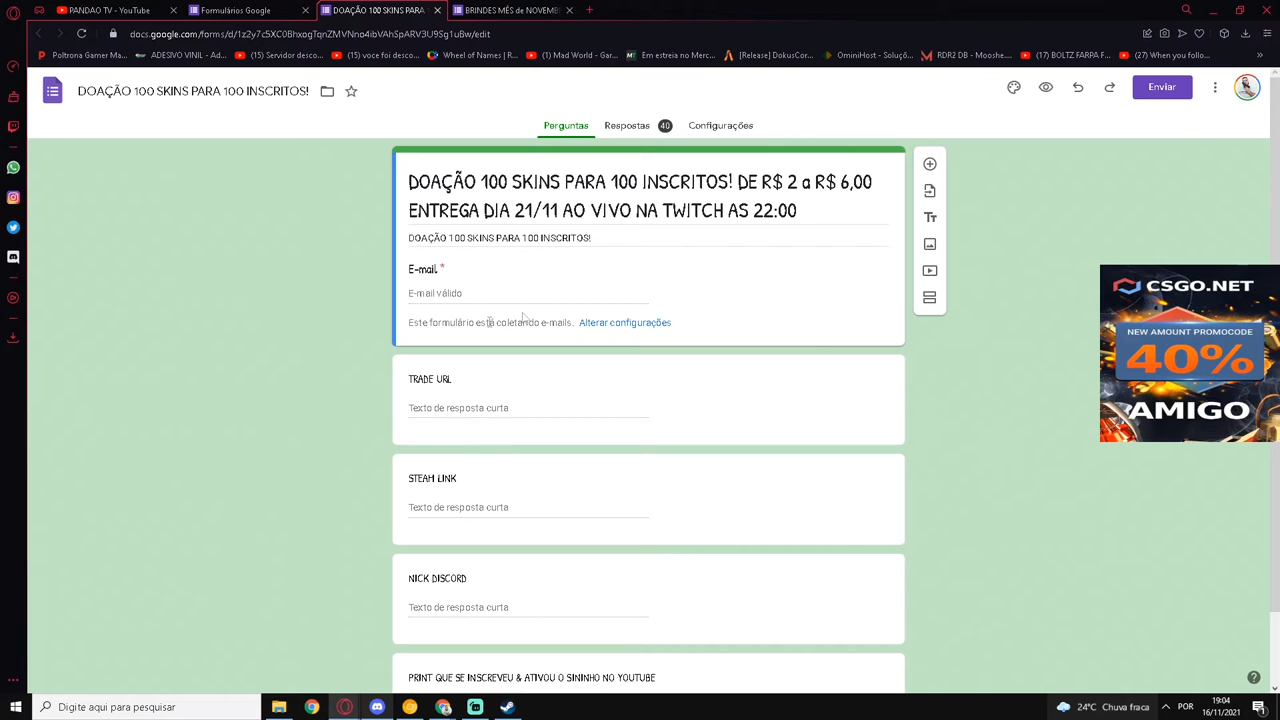 PANDAO TV - YouTube
Formulários Google
DOAÇÃO 100 SKINS PARA
BRINDES MÊS de NOVEMB
docs.google.com/forms/d/1z2y7c5XC0BhxogTqnZMVNno4ibVAhSpARV3U9Sg1uBw/edit
Poltrona Gamer Ma...
ADESIVO VINIL - Ad...
(15) Servidor desco...
(15) voce foi desco...
Wheel of Names | R...
(1) Mad World - Gar...
Em estreia no Merc...
[Release] DokusCor...
OminiHost - Soluçõ...
RDR2 DB - Mooshe...
(17) BOLTZ FARPA F...
(27) When you follo...
DOAÇÃO 100 SKINS PARA 100 INSCRITOS!
Enviar
Perguntas
Respostas 40
Configurações
DOAÇÃO 100 SKINS PARA 100 INSCRITOS! DE R$ 2 a R$ 6,00
ENTREGA DIA 21/11 AO VIVO NA TWITCH AS 22:00
DOAÇÃO 100 SKINS PARA 100 INSCRITOS!
E-mail *
E-mail válido
Este formulário está coletando e-mails. Alterar configurações
CSGO.NET
NEW AMOUNT PROMOCODE
40%
AMIGO
TRADE URL
Texto de resposta curta
STEAM LINK
Texto de resposta curta
NICK DISCORD
Texto de resposta curta
PRINT QUE SE INSCREVEU & ATIVOU O SININHO NO YOUTUBE
Digite aqui para pesquisar
24°C Chuva fraca
POR
19:04
16/11/2021
1